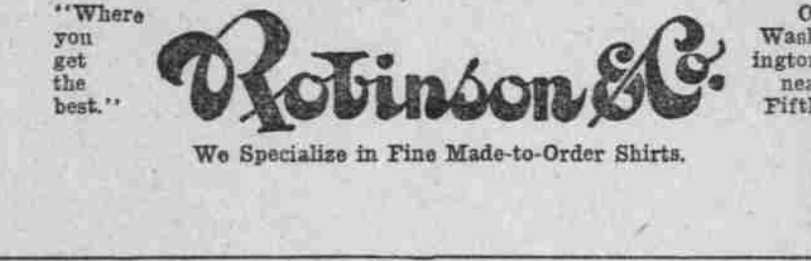 "Where
you
get
the
best."
Robinson & Co.
We Specialize in Fine Made-to-Order Shirts.